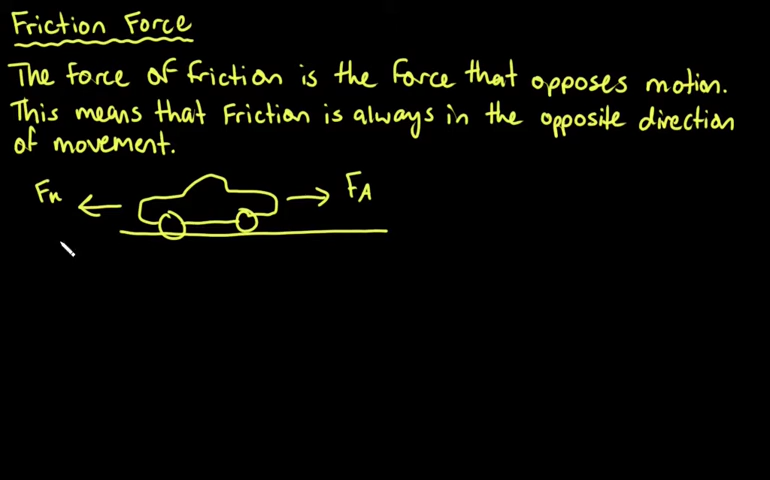 Friction Force
The Force of Friction is the Force that opposes motion.
This means that Friction is always in the opposite direction
of movement.
Fn
FA